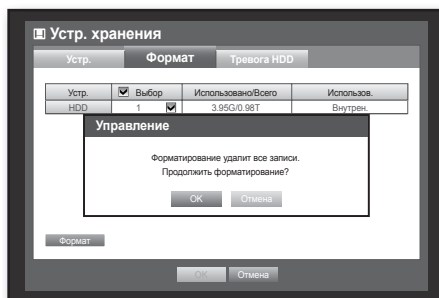 Устр. хранения
Устр. Формат Тревога HDD
Устр. Выбор Использовано/Всего Использов.
HDD 1 3.95G/0.98T Внутрен.
Управление
Форматирование удалит все записи.
Продолжить форматирование?
OK Отмена
Формат
OK Отмена